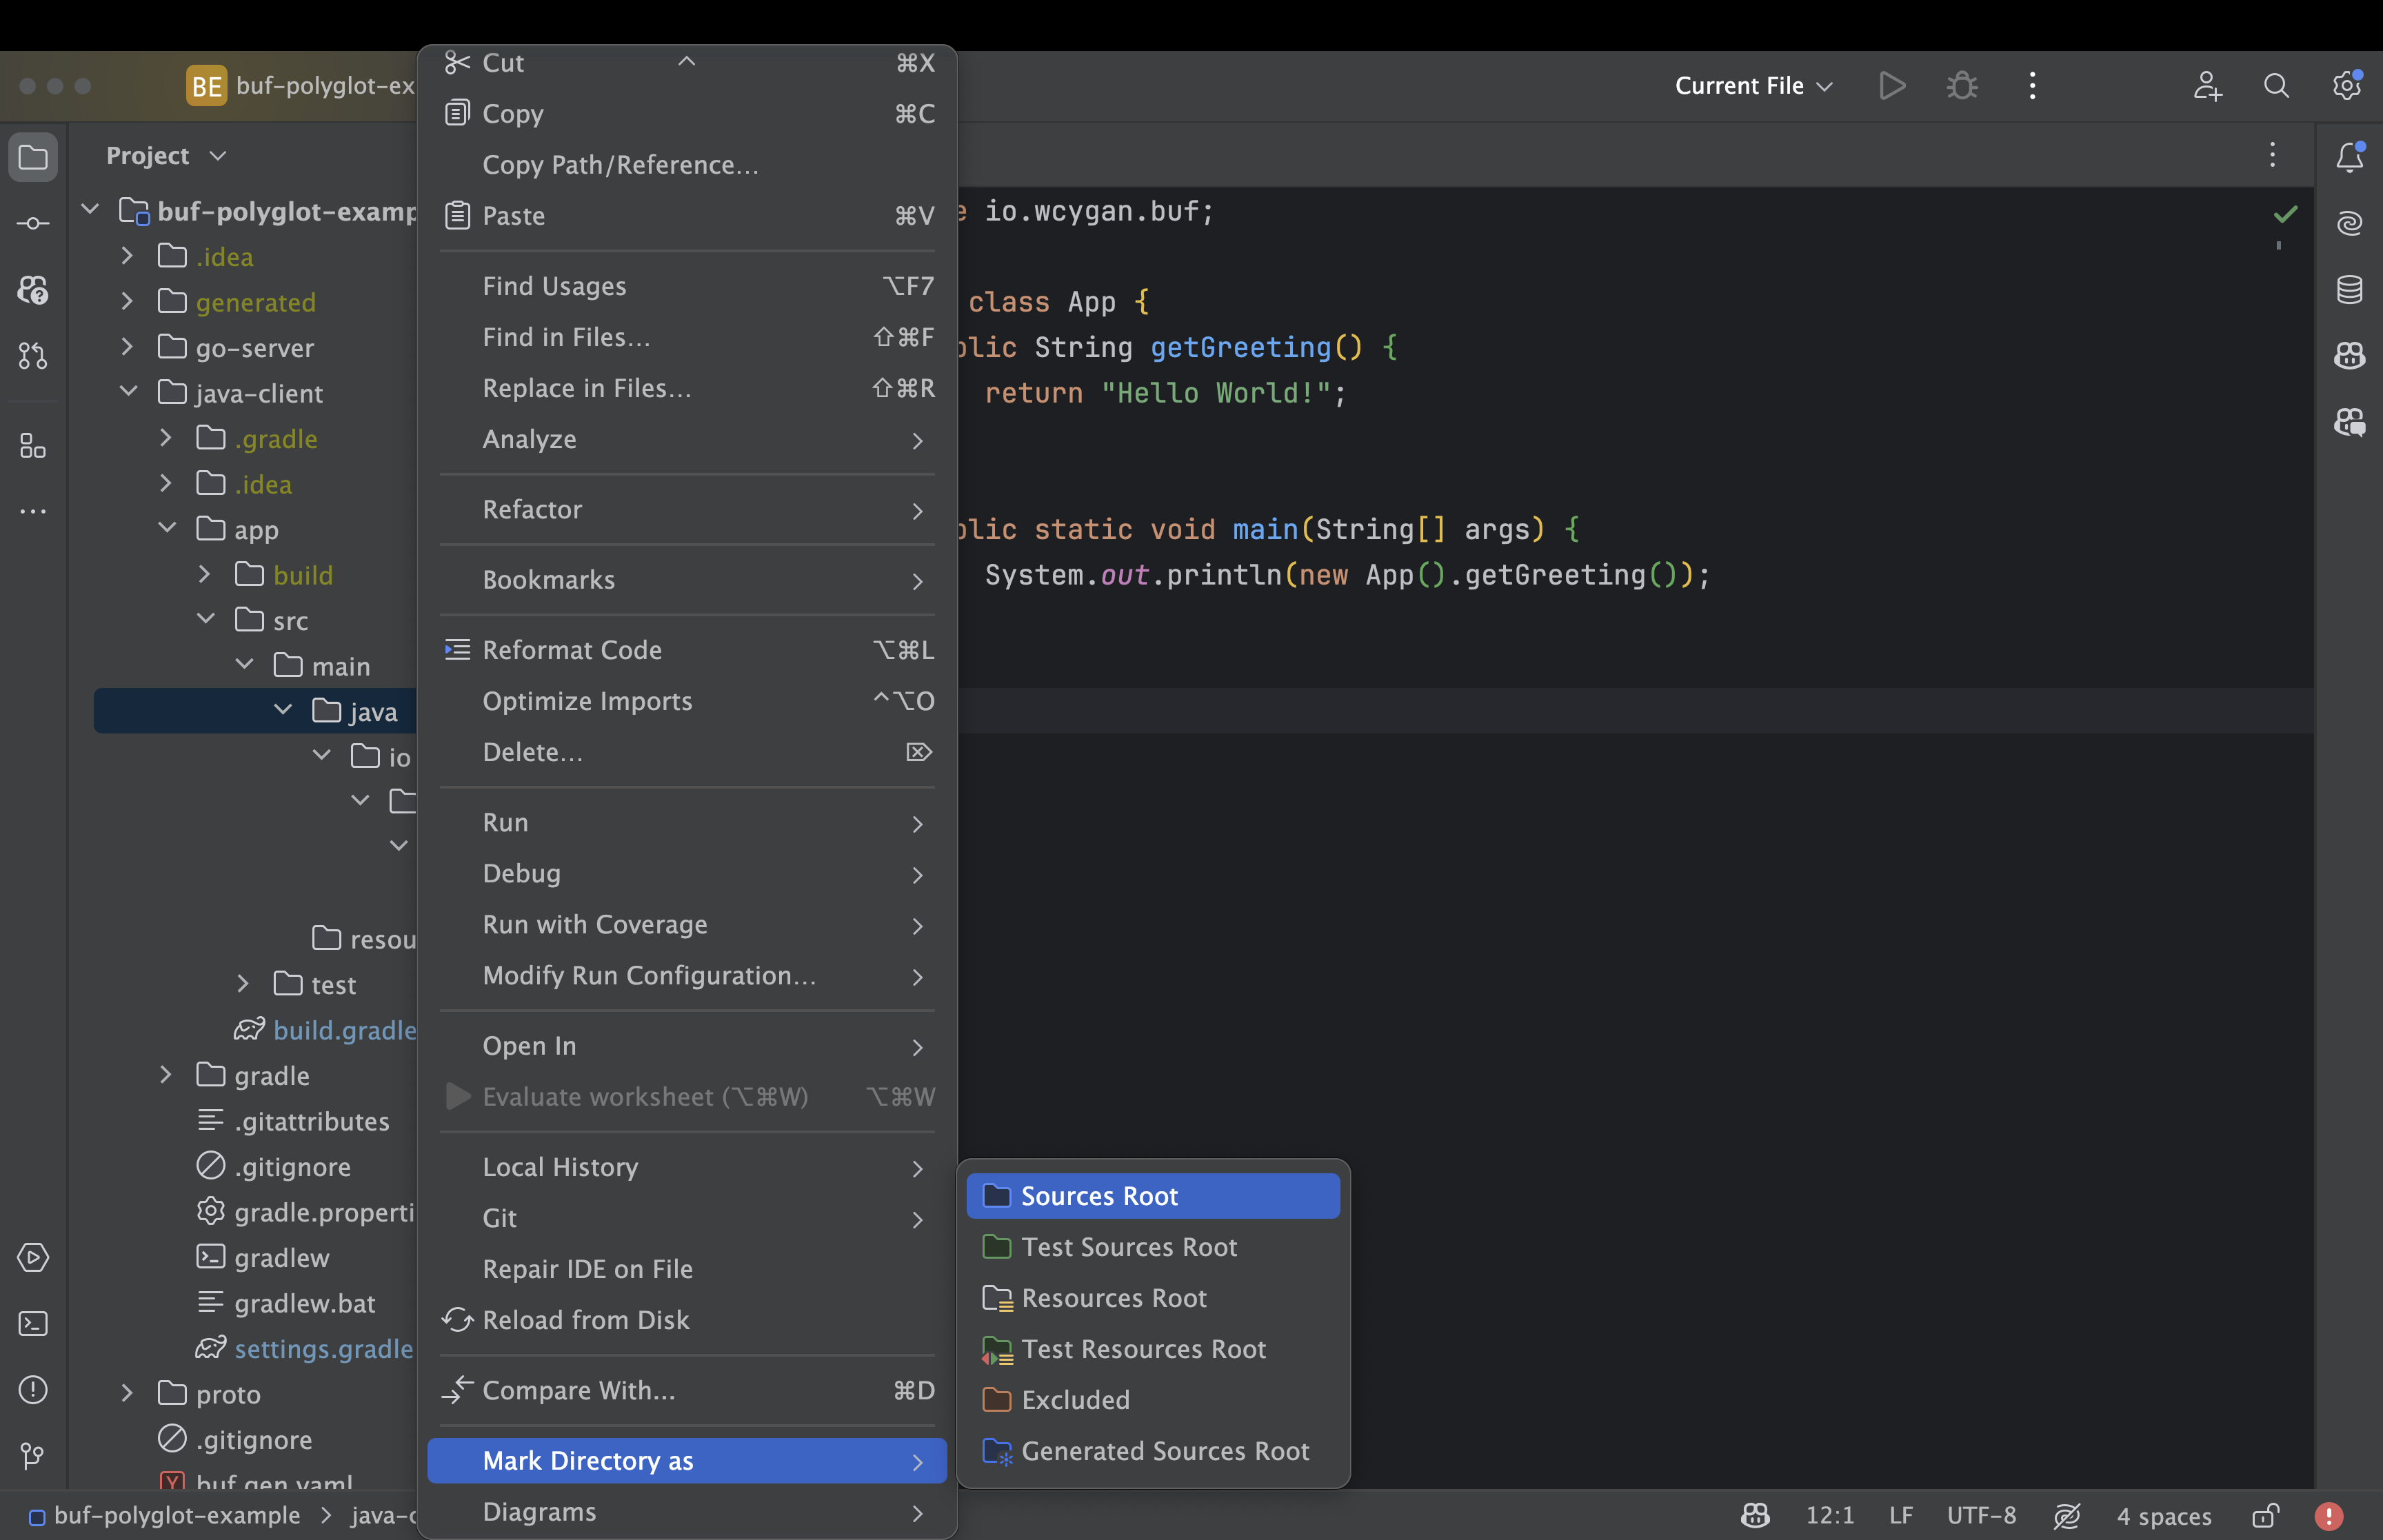 BE buf-polyglot-ex
Current File
Project
buf-polyglot-examp
.idea
generated
go-server
java-client
.gradle
.idea
app
build
src
main
java
io
resou
test
build.gradle
gradle
.gitattributes
.gitignore
gradle.properti
gradlew
gradlew.bat
settings.gradle
proto
.gitignore
buf.gen.yaml
Cut ⌘X
Copy ⌘C
Copy Path/Reference…
Paste ⌘V
Find Usages ⌥F7
Find in Files… ⇧⌘F
Replace in Files… ⇧⌘R
Analyze
Refactor
Bookmarks
Reformat Code ⌥⌘L
Optimize Imports ^⌥O
Delete… ⌦
Run
Debug
Run with Coverage
Modify Run Configuration…
Open In
Evaluate worksheet (⌥⌘W) ⌥⌘W
Local History
Git
Repair IDE on File
Reload from Disk
Compare With… ⌘D
Mark Directory as
Diagrams
Sources Root
Test Sources Root
Resources Root
Test Resources Root
Excluded
Generated Sources Root
e io.wcygan.buf;
class App {
blic String getGreeting() {
return "Hello World!";
blic static void main(String[] args) {
System.out.println(new App().getGreeting());
buf-polyglot-example > java-c
12:1 LF UTF-8 4 spaces